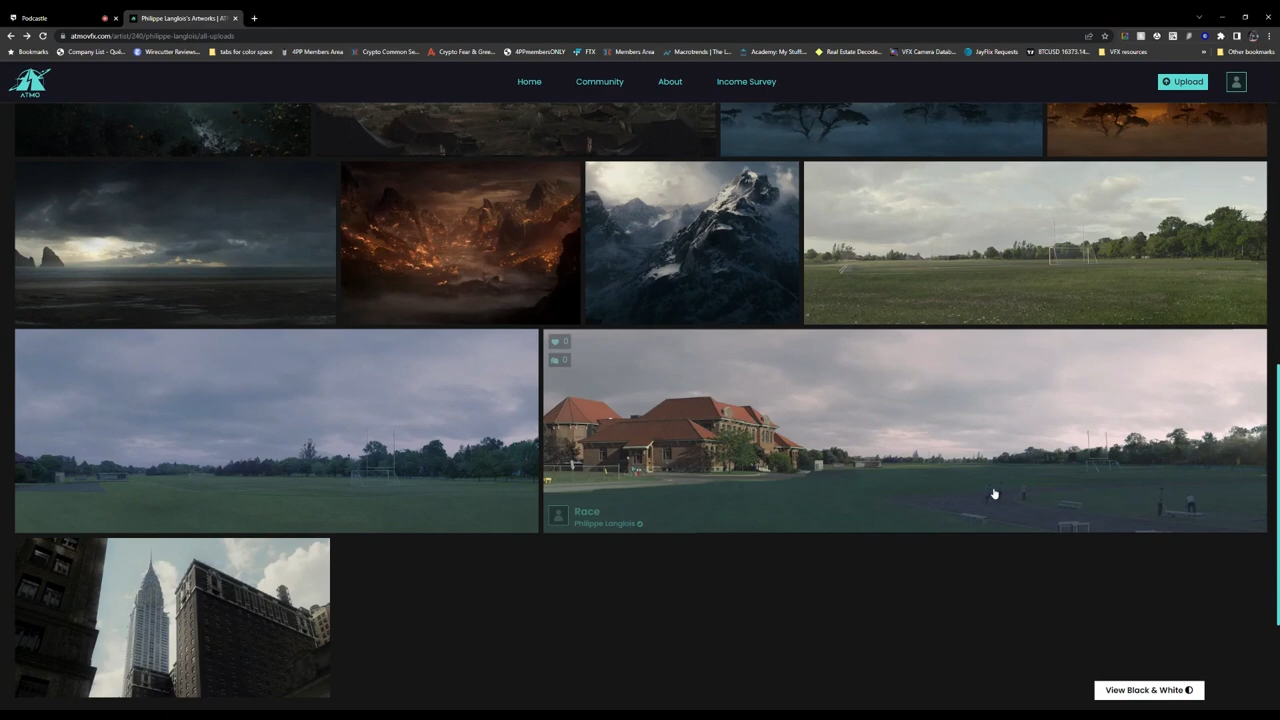 Podcastle
Philippe Langlois's Artworks | AT
atmovfx.com/artist/240/philippe-langlois/all-uploads
Bookmarks
Company List - Qué...
Wirecutter Reviews...
tabs for color space
4PP Members Area
Crypto Common Se...
Crypto Fear & Gree...
4PPmembersONLY
FTX
Members Area
Macrotrends | The L...
Academy: My Stuff:...
Real Estate Decode...
VFX Camera Datab...
JayFlix Requests
BTCUSD 16373.14...
VFX resources
»
Other bookmarks
ATMO
Home
Community
About
Income Survey
Upload
0
0
Race
Philippe Langlois
View Black & White